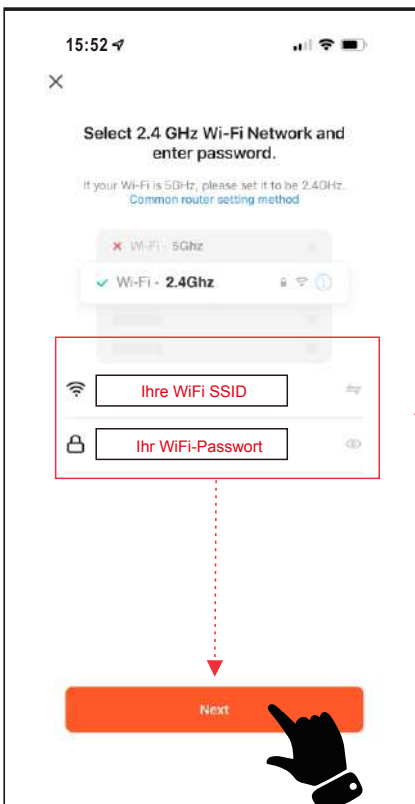 15:52
Select 2.4 GHz Wi-Fi Network and
enter password.
If your Wi-Fi is 5GHz, please set it to be 2.4GHz.
Common router setting method
Wi-Fi - 5Ghz
Wi-Fi - 2.4Ghz
Ihre WiFi SSID
Ihr WiFi-Passwort
Next